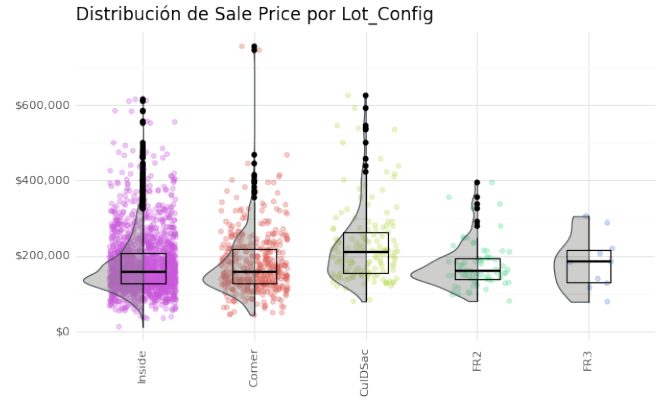 Distribución de Sale Price por Lot_Config
$600,000
$400,000
$200,000
$0
Inside
Corner
CulDSac
FR2
FR3